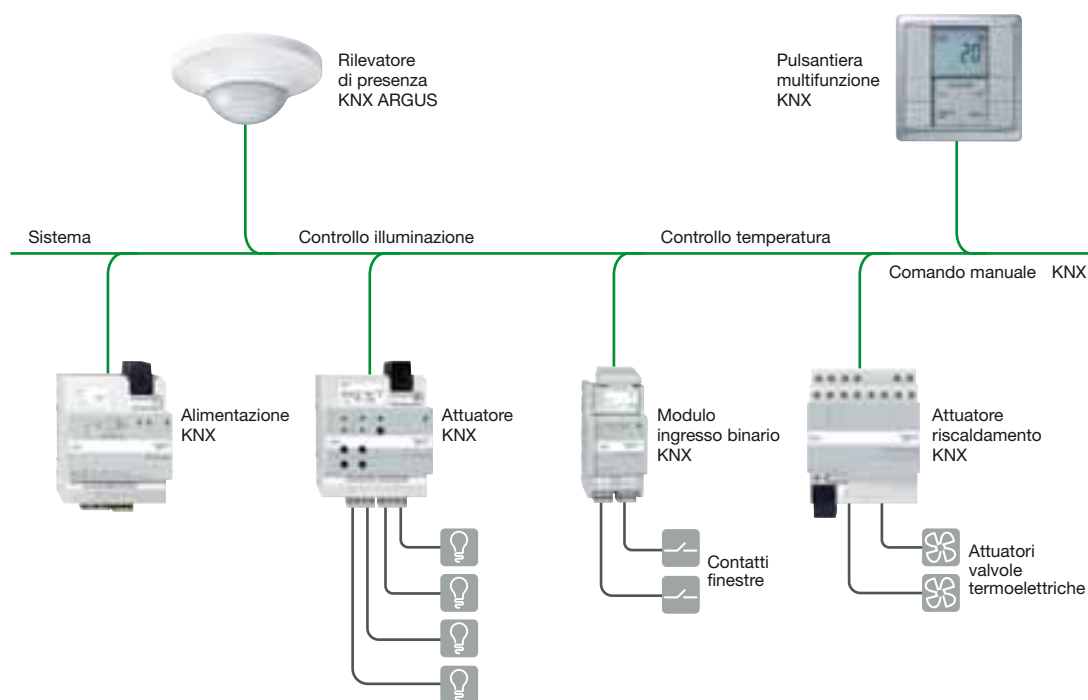 Rilevatore
di presenza
KNX ARGUS
Pulsantiera
multifunzione
KNX
20
Sistema
Controllo illuminazione
Controllo temperatura
Comando manuale KNX
Alimentazione
KNX
Attuatore
KNX
Modulo
ingresso binario
KNX
Attuatore
riscaldamento
KNX
Contatti
finestre
Attuatori
valvole
termoelettriche